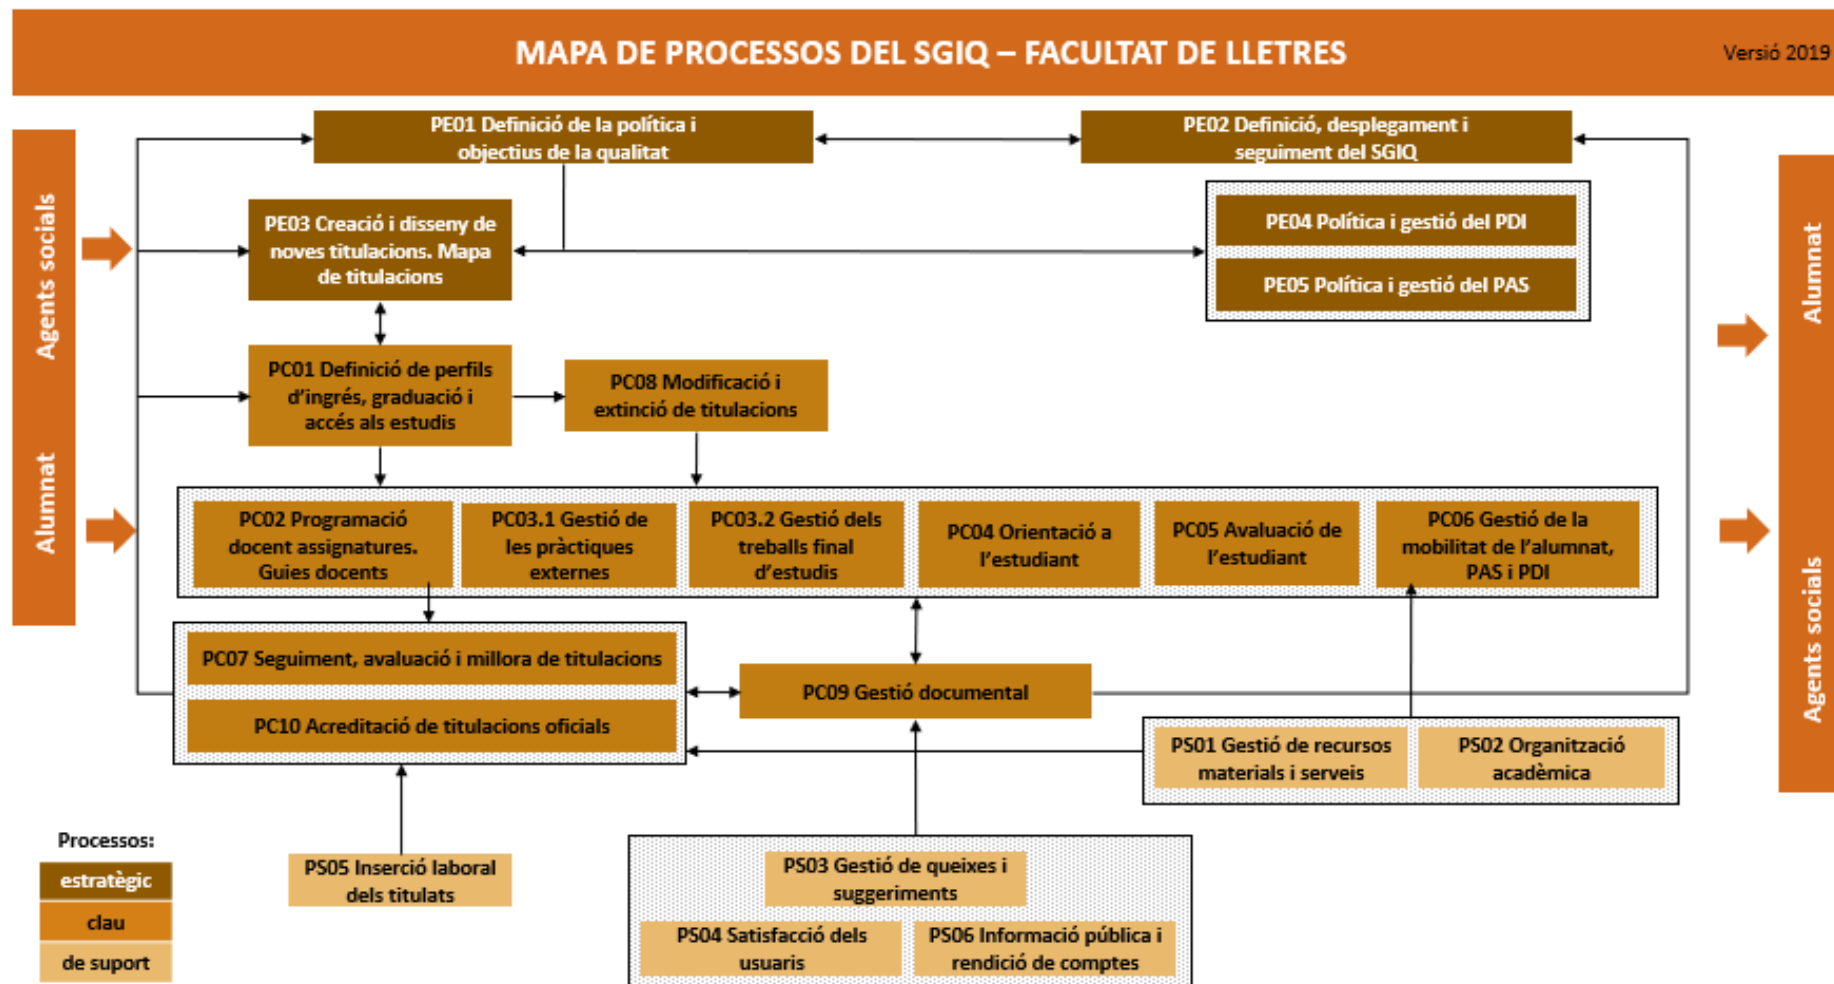 MAPA DE PROCESSOS DEL SGIQ – FACULTAT DE LLETRES
Versió 2019
Agents socials
Alumnat
PE01 Definició de la política i
objectius de la qualitat
PE02 Definició, desplegament i
seguiment del SGIQ
PE03 Creació i disseny de
noves titulacions. Mapa
de titulacions
PE04 Política i gestió del PDI
PE05 Política i gestió del PAS
PC01 Definició de perfils
d'ingrés, graduació i
accés als estudis
PC08 Modificació i
extinció de titulacions
PC02 Programació
docent assignatures.
Guies docents
PC03.1 Gestió de
les pràctiques
externes
PC03.2 Gestió dels
treballs final
d'estudis
PC04 Orientació a
l'estudiant
PC05 Avaluació de
l'estudiant
PC06 Gestió de la
mobilitat de l'alumnat,
PAS i PDI
PC07 Seguiment, avaluació i millora de titulacions
PC10 Acreditació de titulacions oficials
PC09 Gestió documental
PS01 Gestió de recursos
materials i serveis
PS02 Organització
acadèmica
PS05 Inserció laboral
dels titulats
PS03 Gestió de queixes i
suggeriments
PS04 Satisfacció dels
usuaris
PS06 Informació pública i
rendició de comptes
Processos:
estratègic
clau
de suport
Alumnat
Agents socials